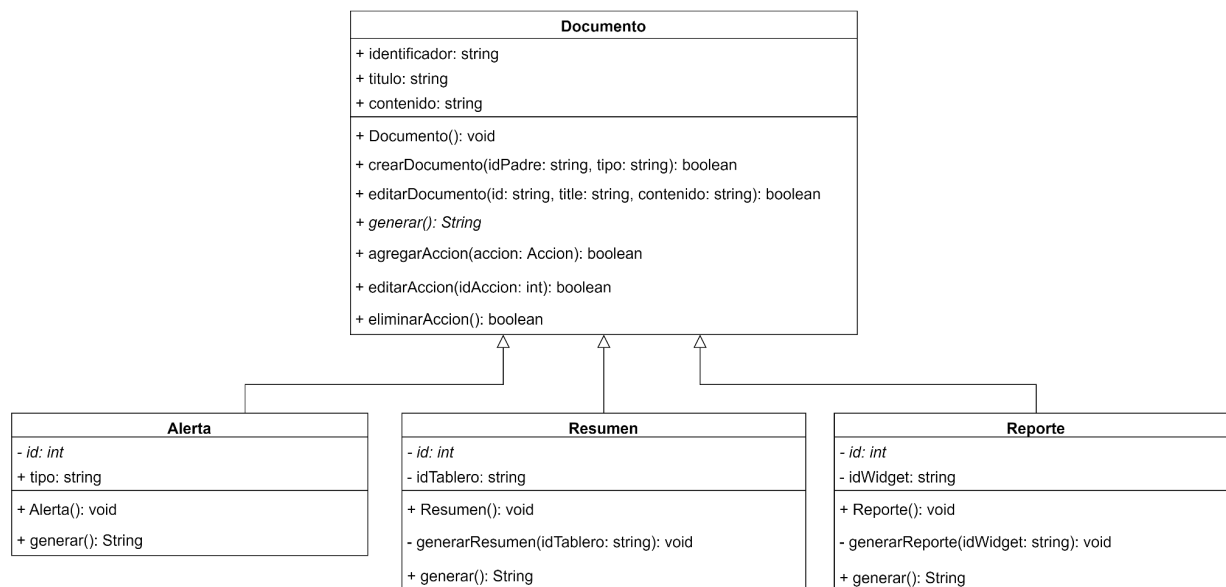 Documento
+ identificador: string
+ titulo: string
+ contenido: string
+ Documento(): void
+ crearDocumento(idPadre: string, tipo: string): boolean
+ editarDocumento(id: string, title: string, contenido: string): boolean
+ generar(): String
+ agregarAccion(accion: Accion): boolean
+ editarAccion(idAccion: int): boolean
+ eliminarAccion(): boolean
Alerta
- id: int
+ tipo: string
+ Alerta(): void
+ generar(): String
Resumen
- id: int
- idTablero: string
+ Resumen(): void
- generarResumen(idTablero: string): void
+ generar(): String
Reporte
- id: int
- idWidget: string
+ Reporte(): void
- generarReporte(idWidget: string): void
+ generar(): String